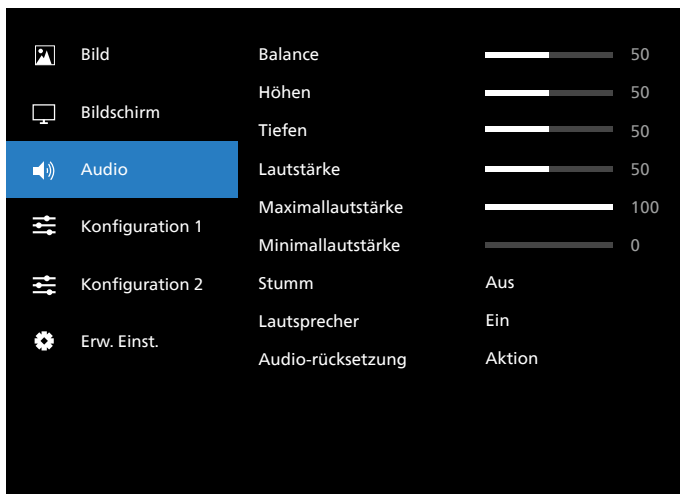 Bild
Bildschirm
Audio
Konfiguration 1
Konfiguration 2
Erw. Einst.
Balance 50
Höhen 50
Tiefen 50
Lautstärke 50
Maximallautstärke 100
Minimallautstärke 0
Stumm Aus
Lautsprecher Ein
Audio-rücksetzung Aktion